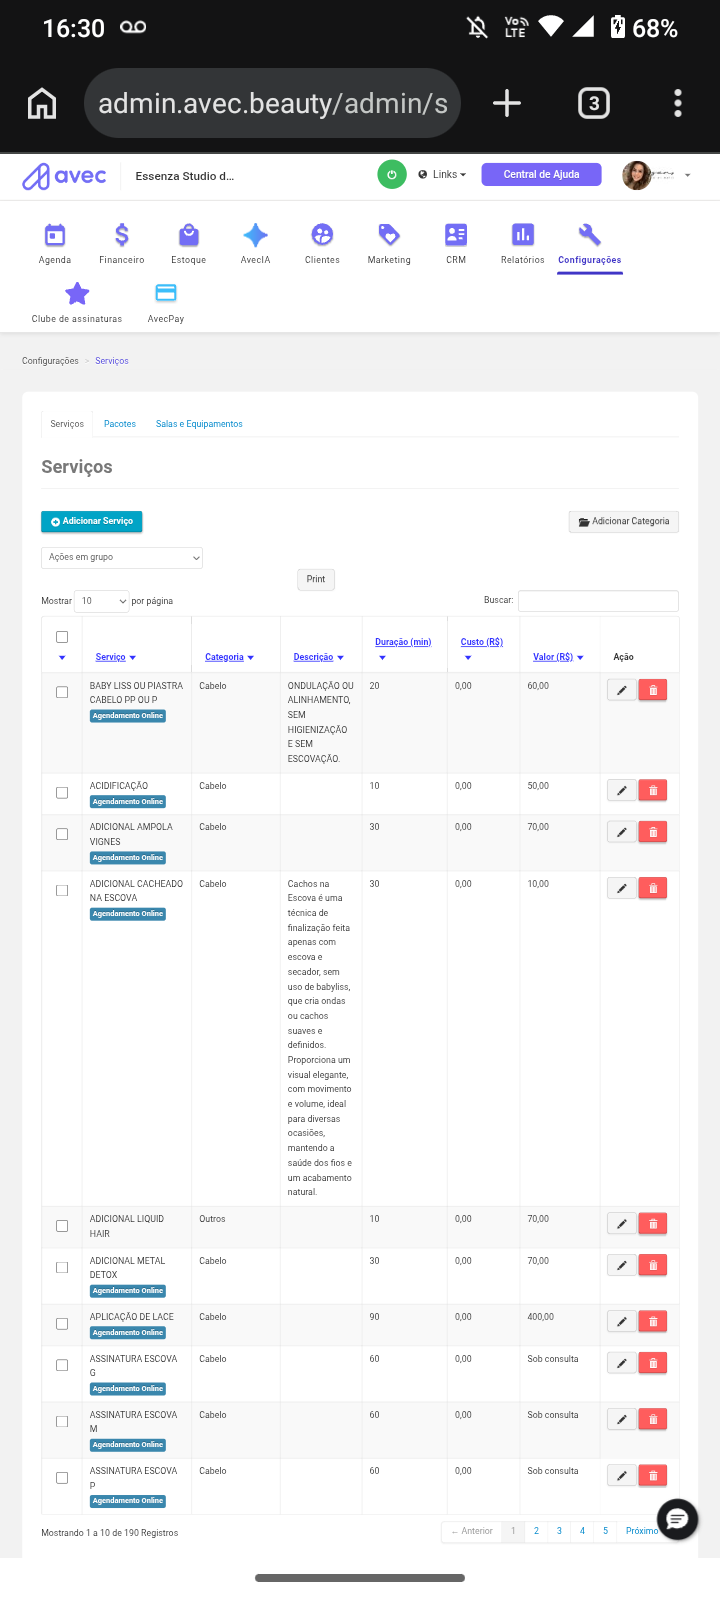 16:30
Vo LTE
68%
admin.avec.beauty/admin/s
3
avec
Essenza Studio d...
Links
Central de Ajuda
Agenda
Financeiro
Estoque
AvecIA
Clientes
Marketing
CRM
Relatórios
Configurações
Clube de assinaturas
AvecPay
Configurações > Serviços
Serviços
Pacotes
Salas e Equipamentos
Serviços
Adicionar Serviço
Adicionar Categoria
Ações em grupo
Print
Mostrar 10 por página
Buscar:
Serviço
Categoria
Descrição
Duração (min)
Custo (R$)
Valor (R$)
Ação
BABY LISS OU PIASTRA
CABELO PP OU P
Agendamento Online
Cabelo
ONDULAÇÃO OU
ALINHAMENTO,
SEM
HIGIENIZAÇÃO
E SEM
ESCOVAÇÃO.
20
0,00
60,00
ACIDIFICAÇÃO
Agendamento Online
Cabelo
10
0,00
50,00
ADICIONAL AMPOLA
VIGNES
Agendamento Online
Cabelo
30
0,00
70,00
ADICIONAL CACHEADO
NA ESCOVA
Agendamento Online
Cabelo
Cachos na
Escova é uma
técnica de
finalização feita
apenas com
escova e
secador, sem
uso de babyliss,
que cria ondas
ou cachos
suaves e
definidos.
Proporciona um
visual elegante,
com movimento
e volume, ideal
para diversas
ocasiões,
mantendo a
saúde dos fios e
um acabamento
natural.
30
0,00
10,00
ADICIONAL LIQUID
HAIR
Outros
10
0,00
70,00
ADICIONAL METAL
DETOX
Agendamento Online
Cabelo
30
0,00
70,00
APLICAÇÃO DE LACE
Agendamento Online
Cabelo
90
0,00
400,00
ASSINATURA ESCOVA
G
Agendamento Online
Cabelo
60
0,00
Sob consulta
ASSINATURA ESCOVA
M
Agendamento Online
Cabelo
60
0,00
Sob consulta
ASSINATURA ESCOVA
P
Agendamento Online
Cabelo
60
0,00
Sob consulta
Mostrando 1 a 10 de 190 Registros
← Anterior 1 2 3 4 5 Próximo